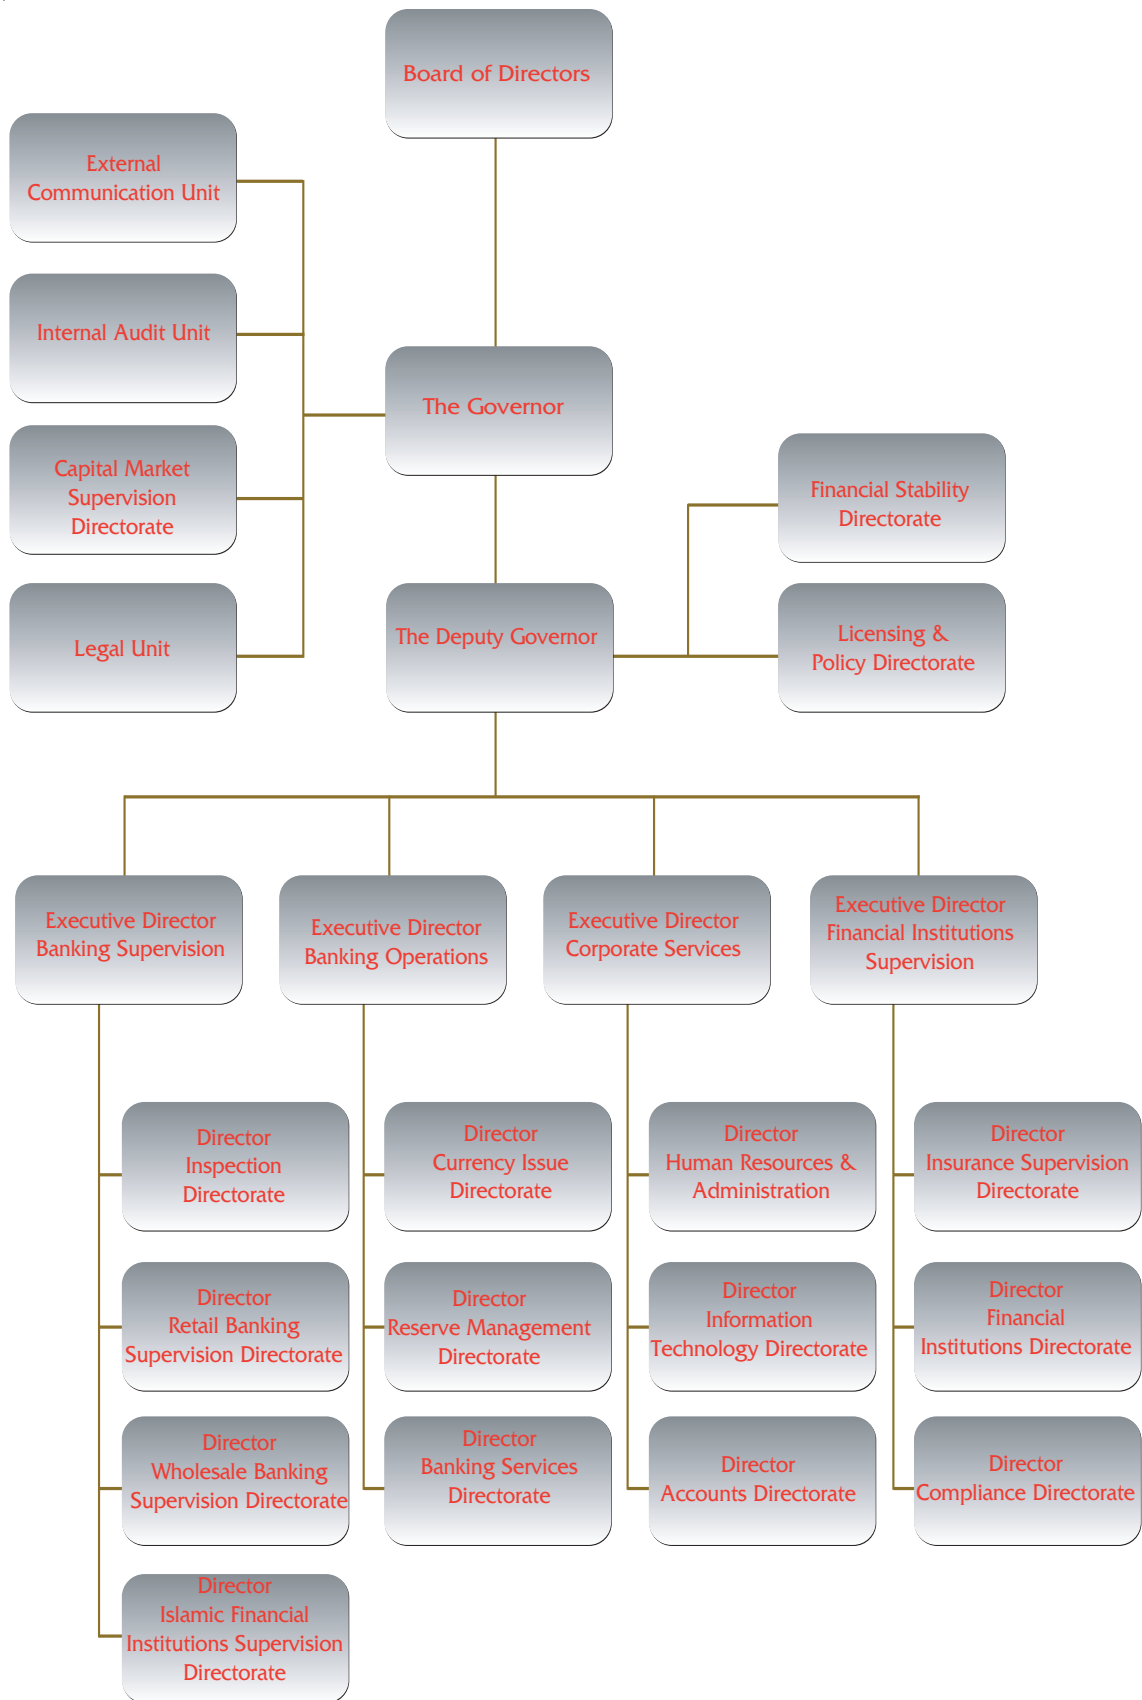 Board of Directors
External
Communication Unit
Internal Audit Unit
The Governor
Capital Market
Supervision
Directorate
Financial Stability
Directorate
Legal Unit
The Deputy Governor
Licensing &
Policy Directorate
Executive Director
Banking Supervision
Executive Director
Banking Operations
Executive Director
Corporate Services
Executive Director
Financial Institutions
Supervision
Director
Inspection
Directorate
Director
Currency Issue
Directorate
Director
Human Resources &
Administration
Director
Insurance Supervision
Directorate
Director
Retail Banking
Supervision Directorate
Director
Reserve Management
Directorate
Director
Information
Technology Directorate
Director
Financial
Institutions Directorate
Director
Wholesale Banking
Supervision Directorate
Director
Banking Services
Directorate
Director
Accounts Directorate
Director
Compliance Directorate
Director
Islamic Financial
Institutions Supervision
Directorate